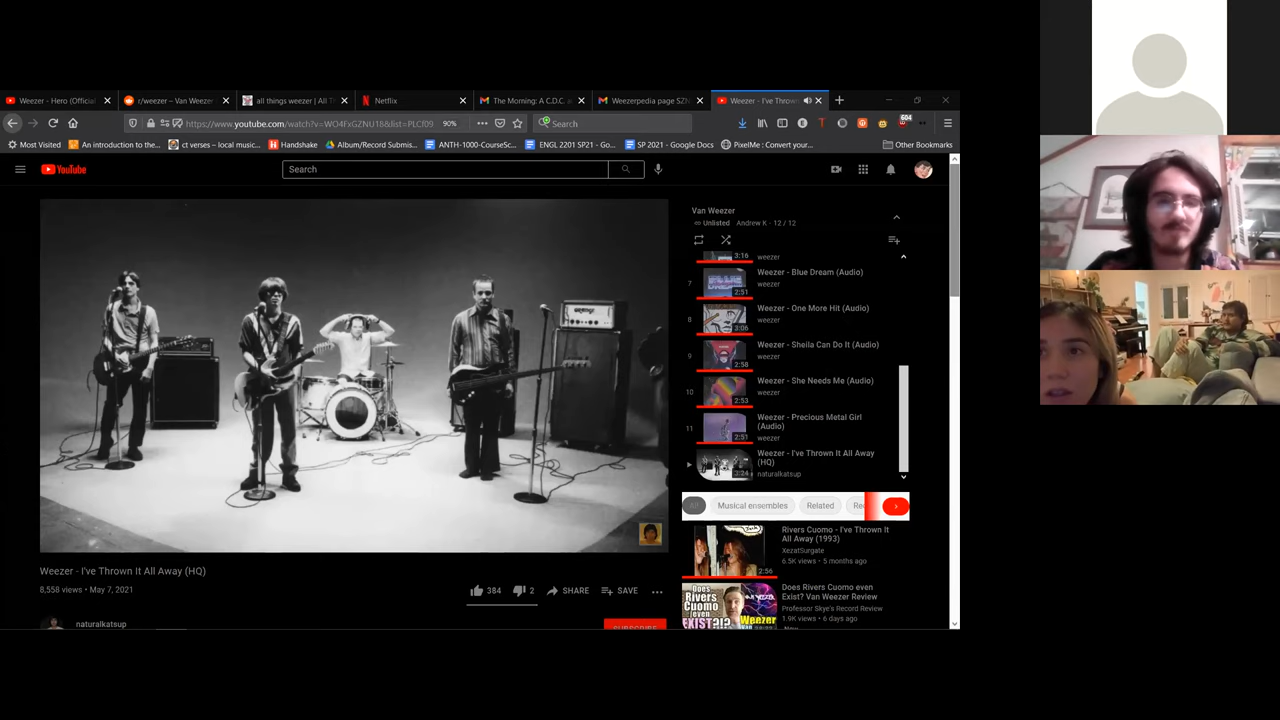 Weezer - Hero (Official
r/weezer – Van Weezer
all things weezer | All T
Netflix
The Morning: A C.D.C. a
Weezerpedia page SZN
Weezer - I've Thrown
https://www.youtube.com/watch?v=WO4FxGZNU18&list=PLCf09
90%
Search
604
Most Visited
An introduction to the...
ct verses – local music...
Handshake
Album/Record Submis...
ANTH-1000-CourseSc...
ENGL 2201 SP21 - Go...
SP 2021 - Google Docs
PixelMe : Convert your...
Other Bookmarks
YouTube
Search
Van Weezer
Unlisted Andrew K - 12 / 12
3:16
weezer
7
2:51
Weezer - Blue Dream (Audio)
weezer
8
3:06
Weezer - One More Hit (Audio)
weezer
9
2:58
Weezer - Sheila Can Do It (Audio)
weezer
10
2:53
Weezer - She Needs Me (Audio)
weezer
11
2:51
Weezer - Precious Metal Girl
(Audio)
weezer
3:24
Weezer - I've Thrown It All Away
(HQ)
naturalkatsup
All
Musical ensembles
Related
Rec
ORANGE
2:56
Rivers Cuomo - I've Thrown It
All Away (1993)
XezatSurgate
6.5K views • 5 months ago
Does
Rivers
Cuomo
even
EXIST?!?
Weezer
Does Rivers Cuomo even
Exist? Van Weezer Review
Professor Skye's Record Review
1.9K views • 6 days ago
New
Weezer - I've Thrown It All Away (HQ)
8,558 views • May 7, 2021
384
2
SHARE
SAVE
naturalkatsup
SUBSCRIBE